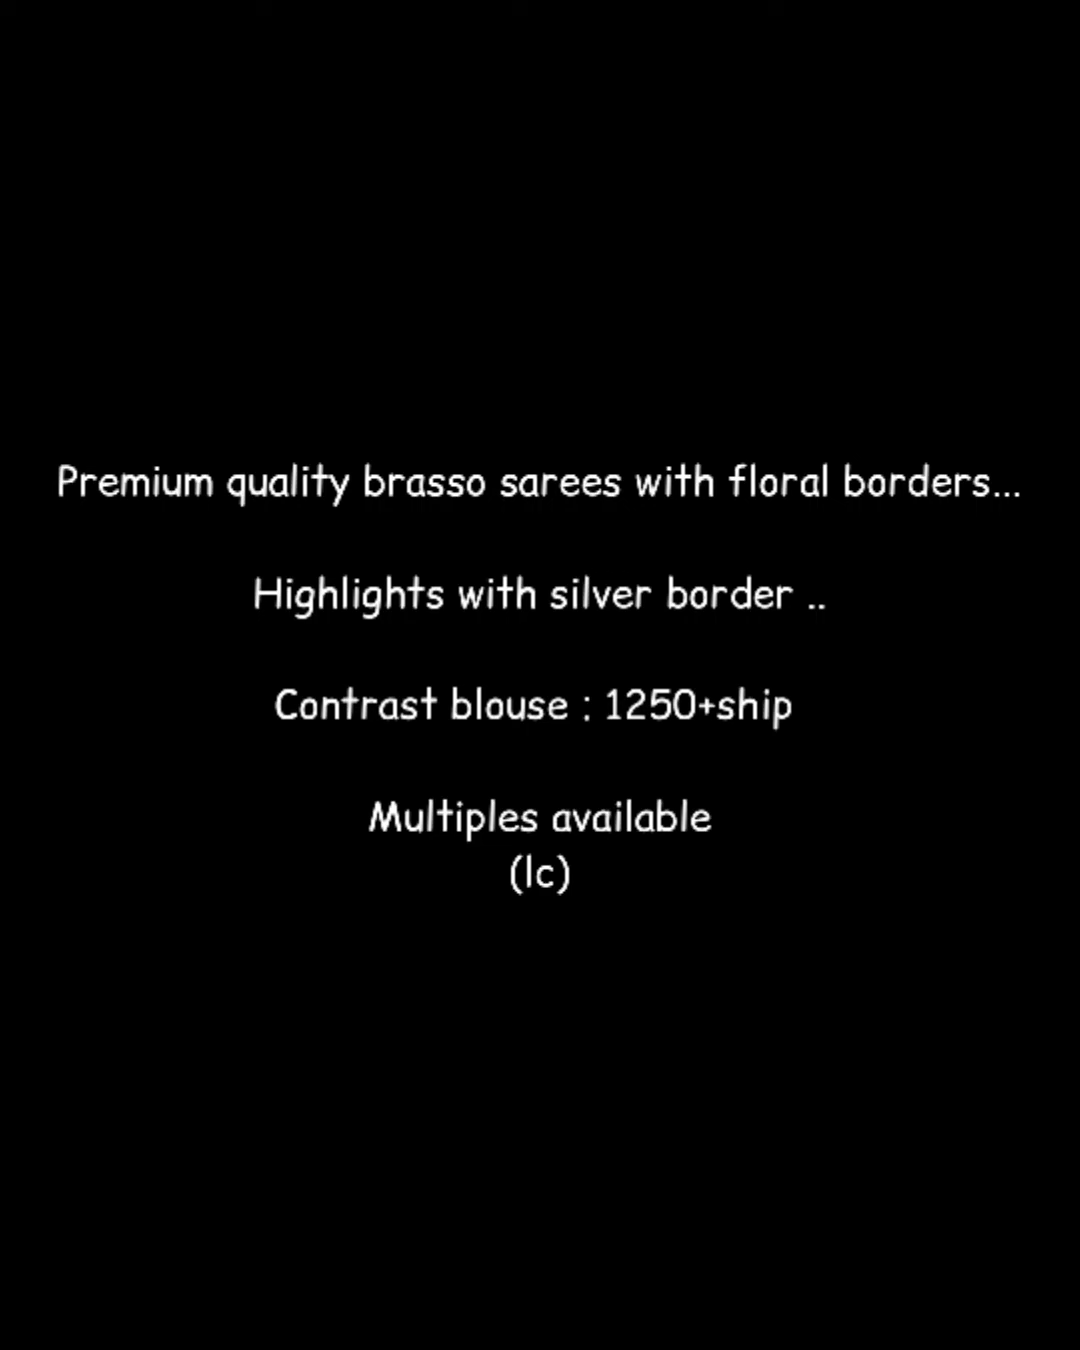 Premium quality brasso sarees with floral borders...
Highlights with silver border ..
Contrast blouse : 1250+ship
Multiples available
(lc)